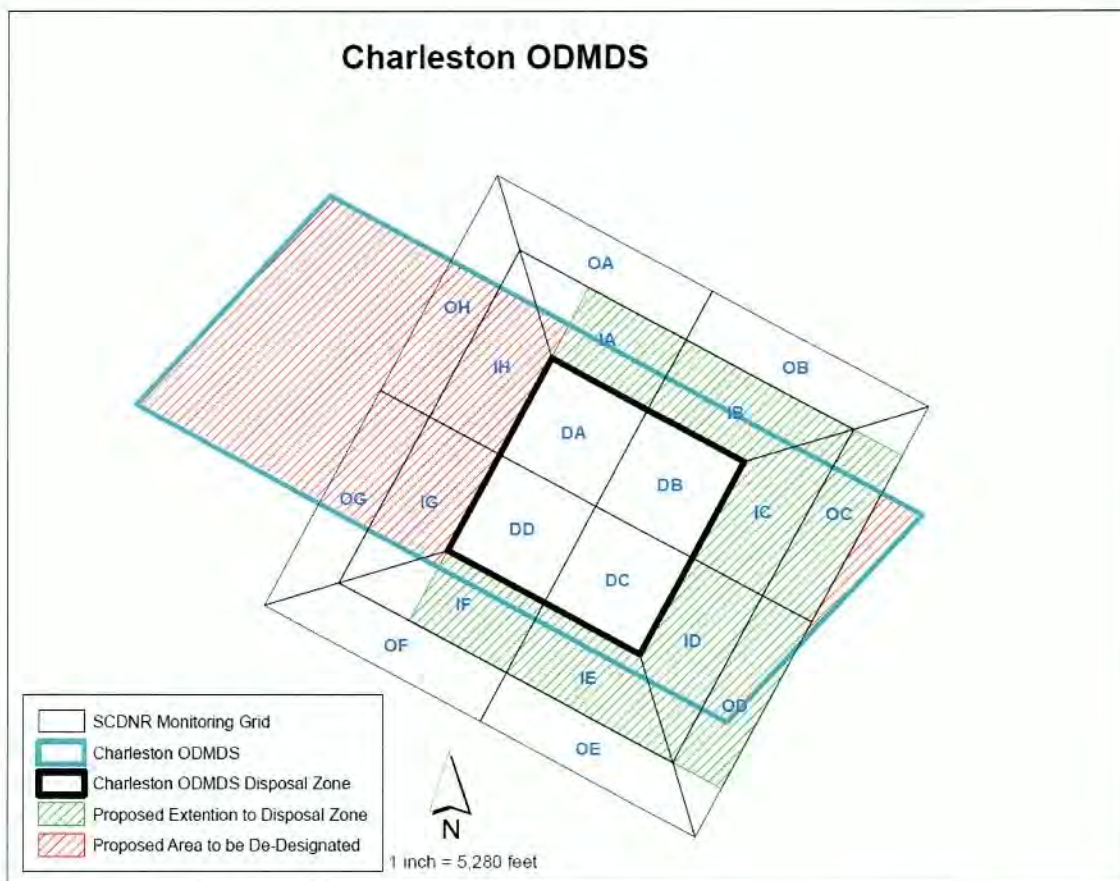 Charleston ODMDS
OA
OH
IA
IH
OB
IB
DA
DB
OG
IG
IC
OC
DD
DC
IF
ID
OF
IE
OD
OE
SCDNR Monitoring Grid
Charleston ODMDS
Charleston ODMDS Disposal Zone
Proposed Extention to Disposal Zone
Proposed Area to be De-Designated
N
1 inch = 5,280 feet